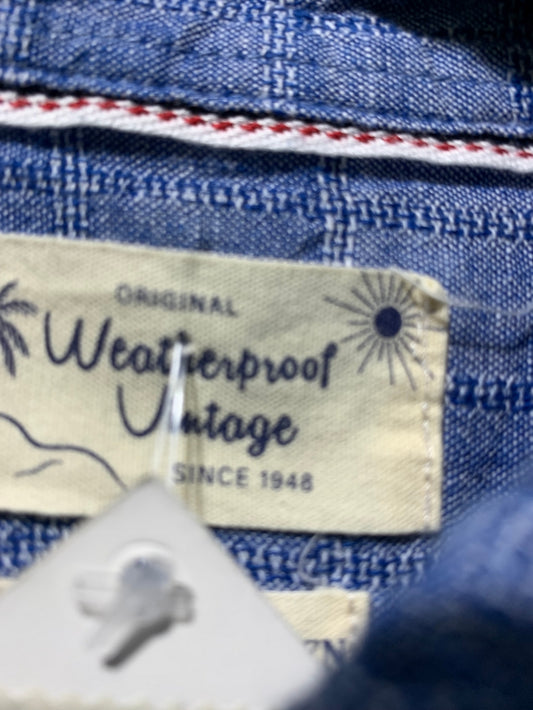 ORIGINAL
Weatherproof
Vintage
SINCE 1948